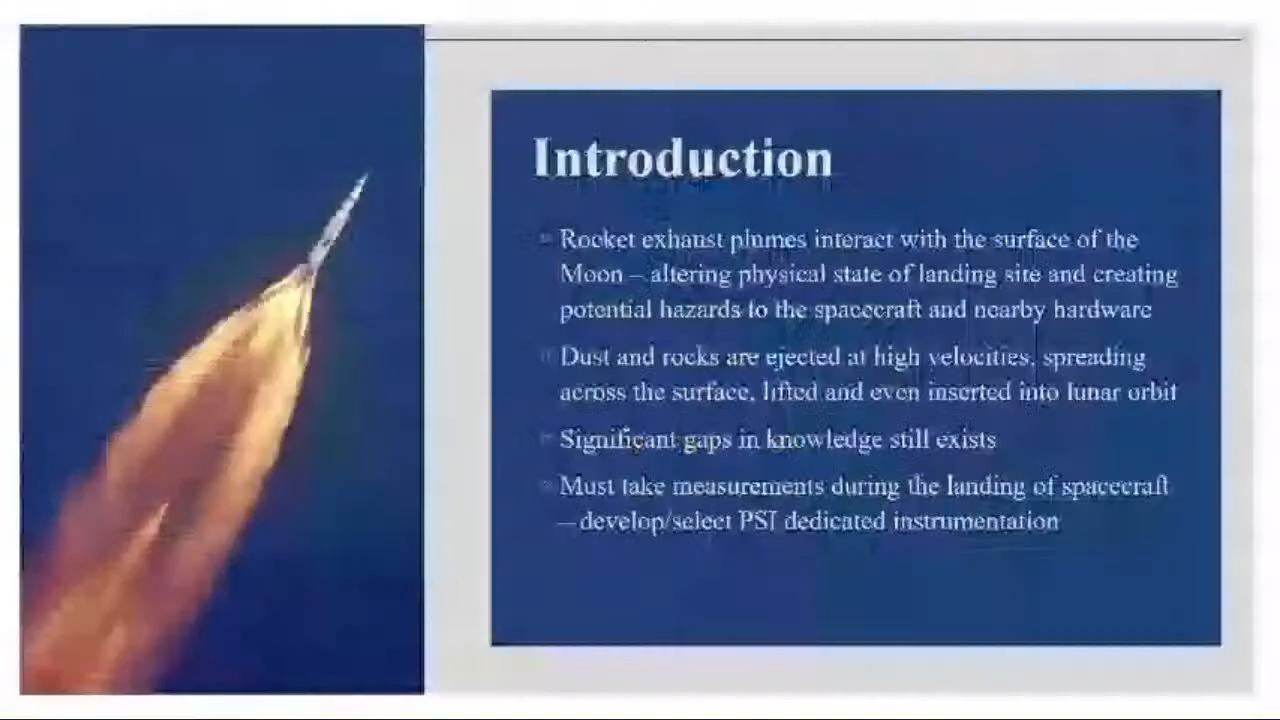 Introduction
Rocket exhaust plumes interact with the surface of the
Moon – altering physical state of landing site and creating
potential hazards to the spacecraft and nearby hardware
Dust and rocks are ejected at high velocities, spreading
across the surface, lifted and even inserted into lunar orbit
Significant gaps in knowledge still exists
Must take measurements during the landing of spacecraft
– develop/select PSI dedicated instrumentation